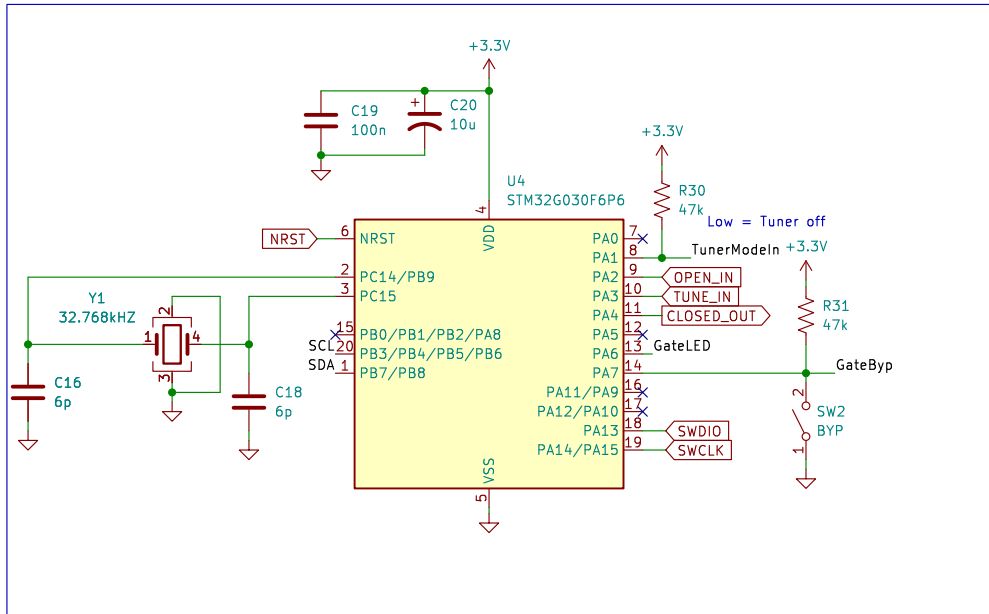 +3.3V
C19
100n
+
C20
10u
+3.3V
U4
STM32G030F6P6
R30
47k
Low = Tuner off
4
VDD
NRST
6
NRST
PA0
7
PA1
8
TunerModeIn
+3.3V
2
PC14/PB9
PA2
9
OPEN_IN
3
PC15
PA3
10
TUNE_IN
Y1
32.768kHZ
PA4
11
CLOSED_OUT
R31
47k
2
1
4
3
15
PB0/PB1/PB2/PA8
PA5
12
SCL
20
PB3/PB4/PB5/PB6
PA6
13
GateLED
SDA
1
PB7/PB8
PA7
14
GateByp
C16
6p
C18
6p
PA11/PA9
16
PA12/PA10
17
2
SW2
BYP
1
PA13
18
SWDIO
PA14/PA15
19
SWCLK
VSS
5